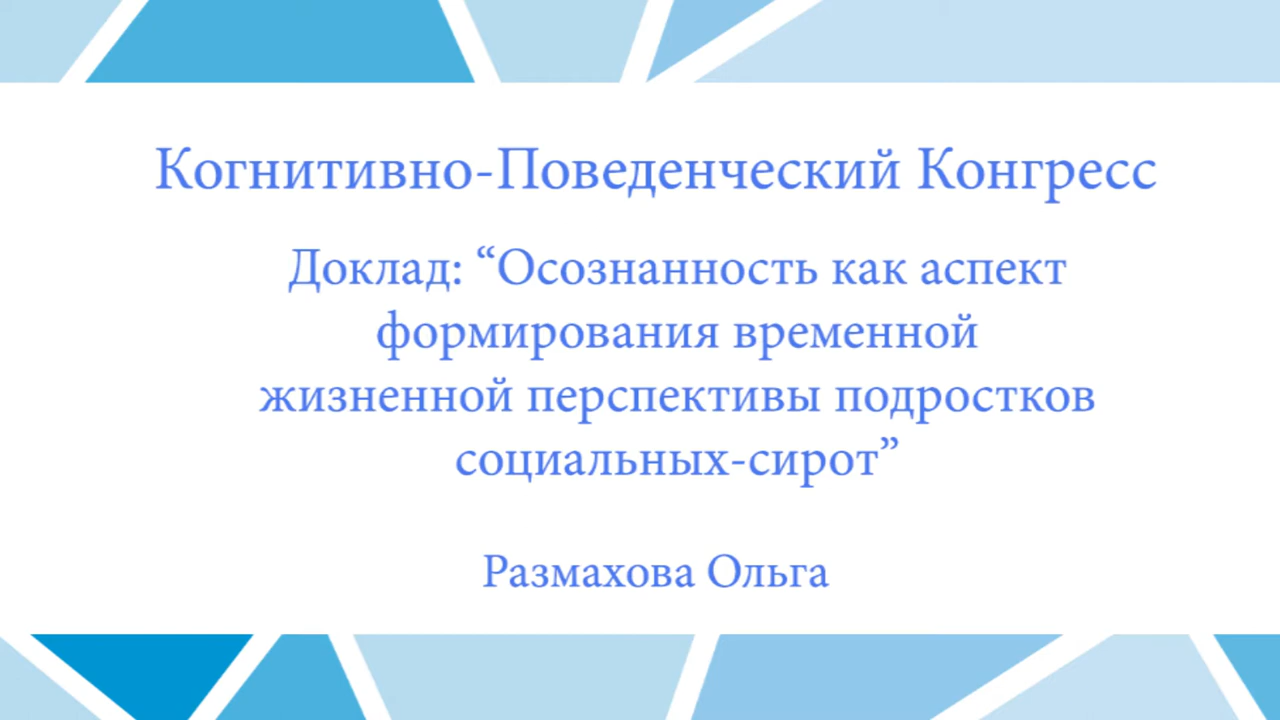 Когнитивно-Поведенческий Конгресс
Доклад: “Осознанность как аспект
формирования временной
жизненной перспективы подростков
социальных-сирот”
Размахова Ольга